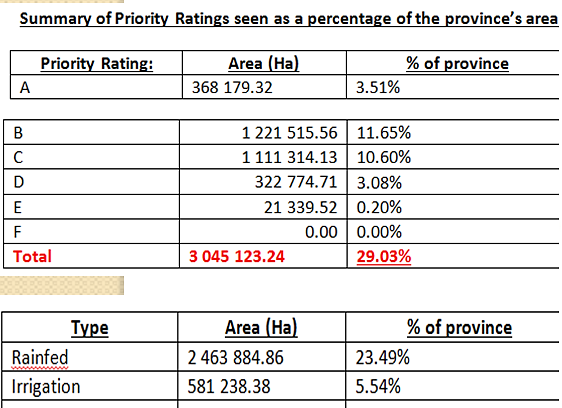 Summary of Priority Ratings seen as a percentage of the province's area
Priority Rating: Area (Ha) % of province
A 368 179.32 3.51%
B 1 221 515.56 11.65%
C 1 111 314.13 10.60%
D 322 774.71 3.08%
E 21 339.52 0.20%
F 0.00 0.00%
Total 3 045 123.24 29.03%
Type Area (Ha) % of province
Rainfed 2 463 884.86 23.49%
Irrigation 581 238.38 5.54%